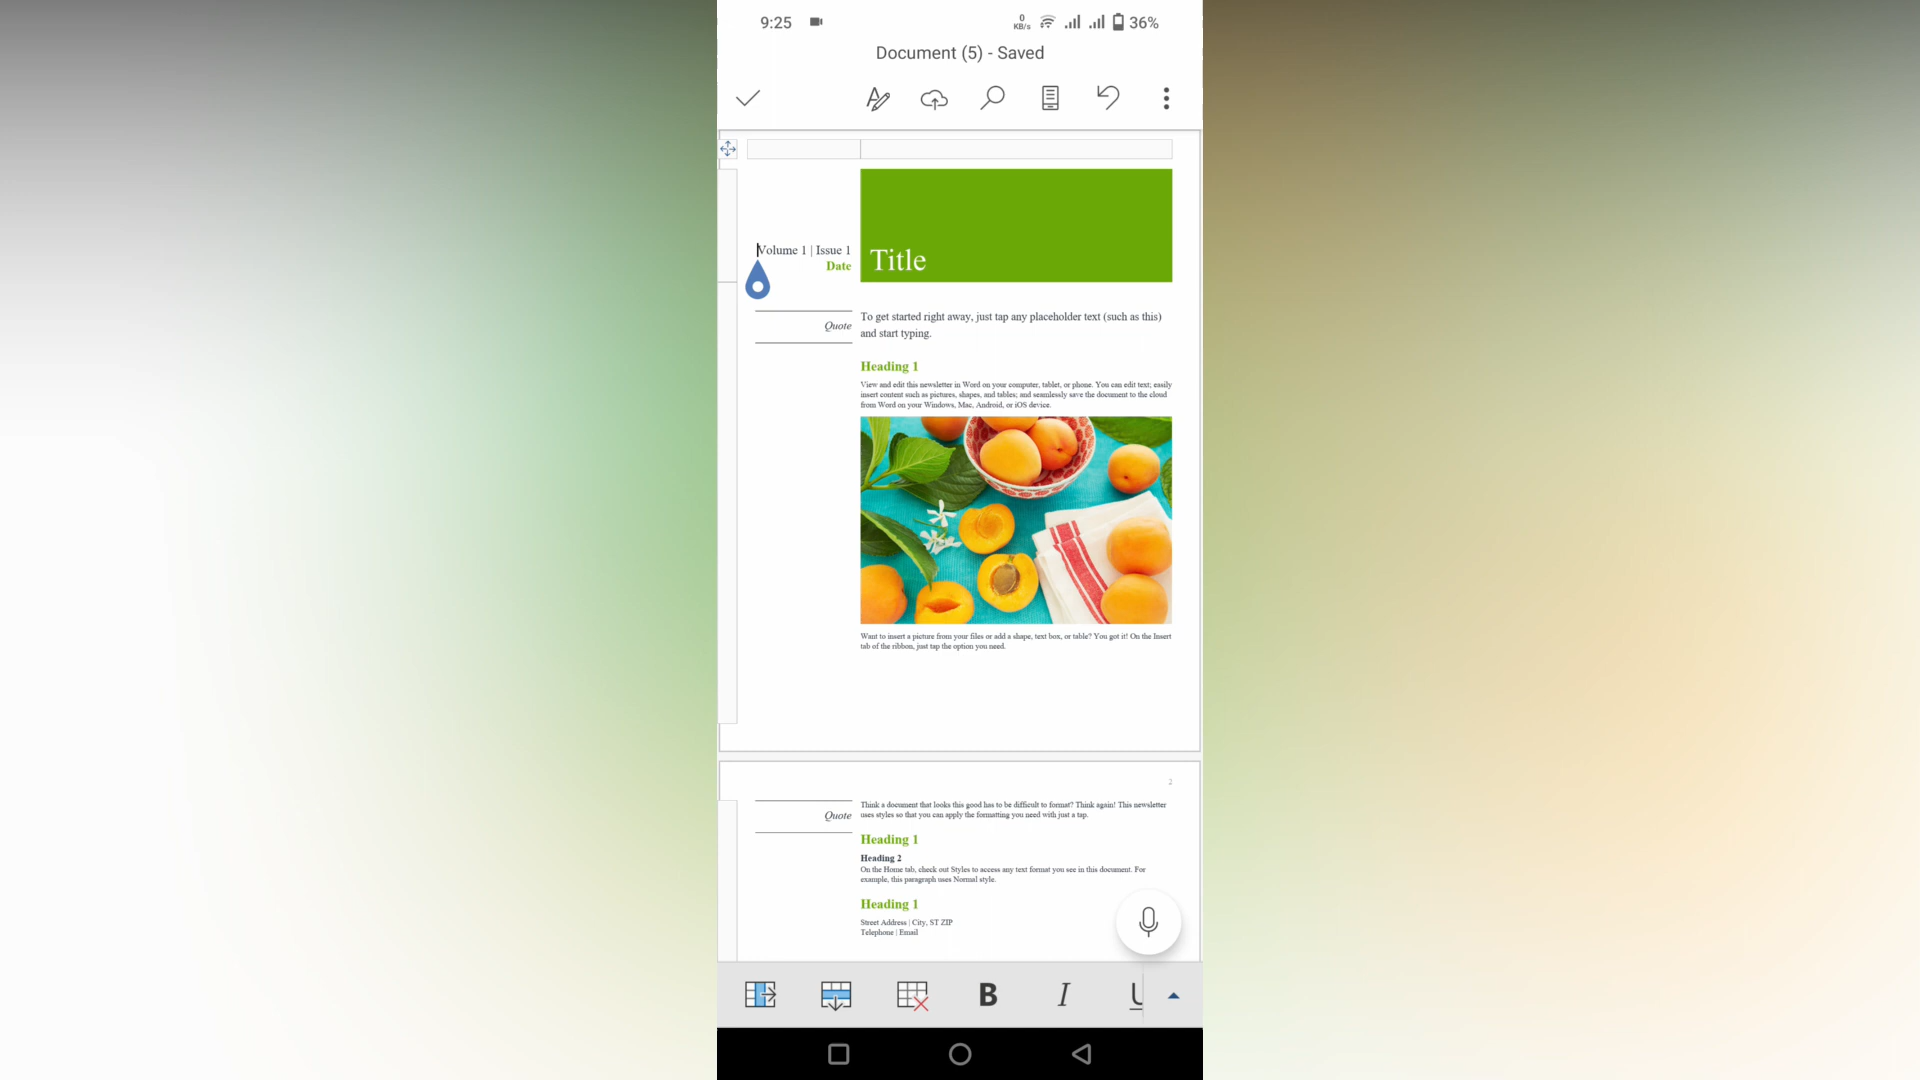 9:25
0
KB/s
36%
Document (5) - Saved
Volume 1 | Issue 1
Date
Title
Quote
To get started right away, just tap any placeholder text (such as this)
and start typing.
Heading 1
View and edit this newsletter in Word on your computer, tablet, or phone. You can edit text; easily
insert content such as pictures, shapes, and tables; and seamlessly save the document to the cloud
from Word on your Windows, Mac, Android, or iOS device.
Want to insert a picture from your files or add a shape, text box, or table? You got it! On the Insert
tab of the ribbon, just tap the option you need.
2
Quote
Think a document that looks this good has to be difficult to format? Think again! This newsletter
uses styles so that you can apply the formatting you need with just a tap.
Heading 1
Heading 2
On the Home tab, check out Styles to access any text format you see in this document. For
example, this paragraph uses Normal style.
Heading 1
Street Address | City, ST ZIP
Telephone | Email
B I U